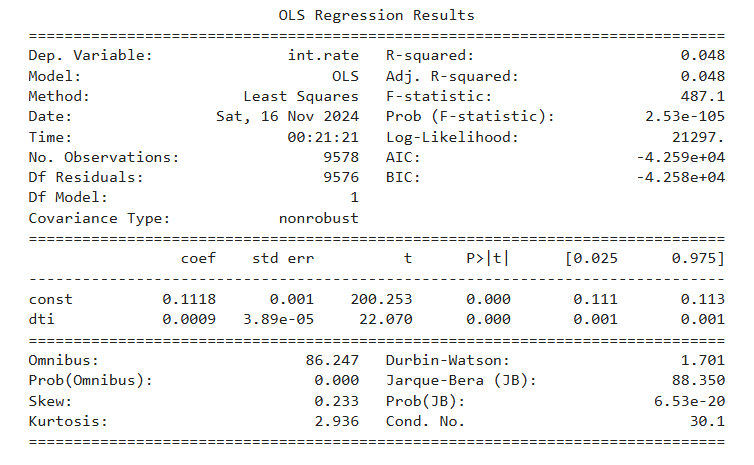 OLS Regression Results
==============================================================================
Dep. Variable:               int.rate   R-squared:                       0.048
Model:                            OLS   Adj. R-squared:                  0.048
Method:                 Least Squares   F-statistic:                     487.1
Date:                Sat, 16 Nov 2024   Prob (F-statistic):          2.53e-105
Time:                        00:21:21   Log-Likelihood:                 21297.
No. Observations:                9578   AIC:                        -4.259e+04
Df Residuals:                    9576   BIC:                        -4.258e+04
Df Model:                           1
Covariance Type:            nonrobust
==============================================================================
                 coef    std err          t      P>|t|      [0.025      0.975]
------------------------------------------------------------------------------
const          0.1118      0.001    200.253      0.000       0.111       0.113
dti            0.0009   3.89e-05     22.070      0.000       0.001       0.001
==============================================================================
Omnibus:                       86.247   Durbin-Watson:                   1.701
Prob(Omnibus):                  0.000   Jarque-Bera (JB):               88.350
Skew:                           0.233   Prob(JB):                     6.53e-20
Kurtosis:                       2.936   Cond. No.                         30.1
==============================================================================